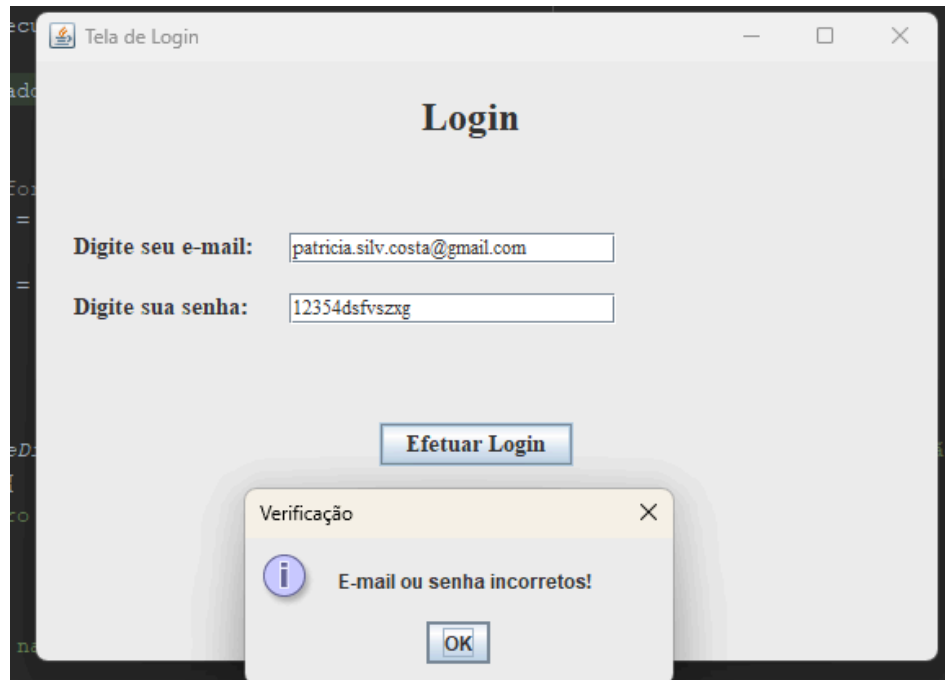 Tela de Login
Login
Digite seu e-mail: patricia.silv.costa@gmail.com
Digite sua senha: 12354dsfvszxg
Efetuar Login
Verificação
E-mail ou senha incorretos!
OK